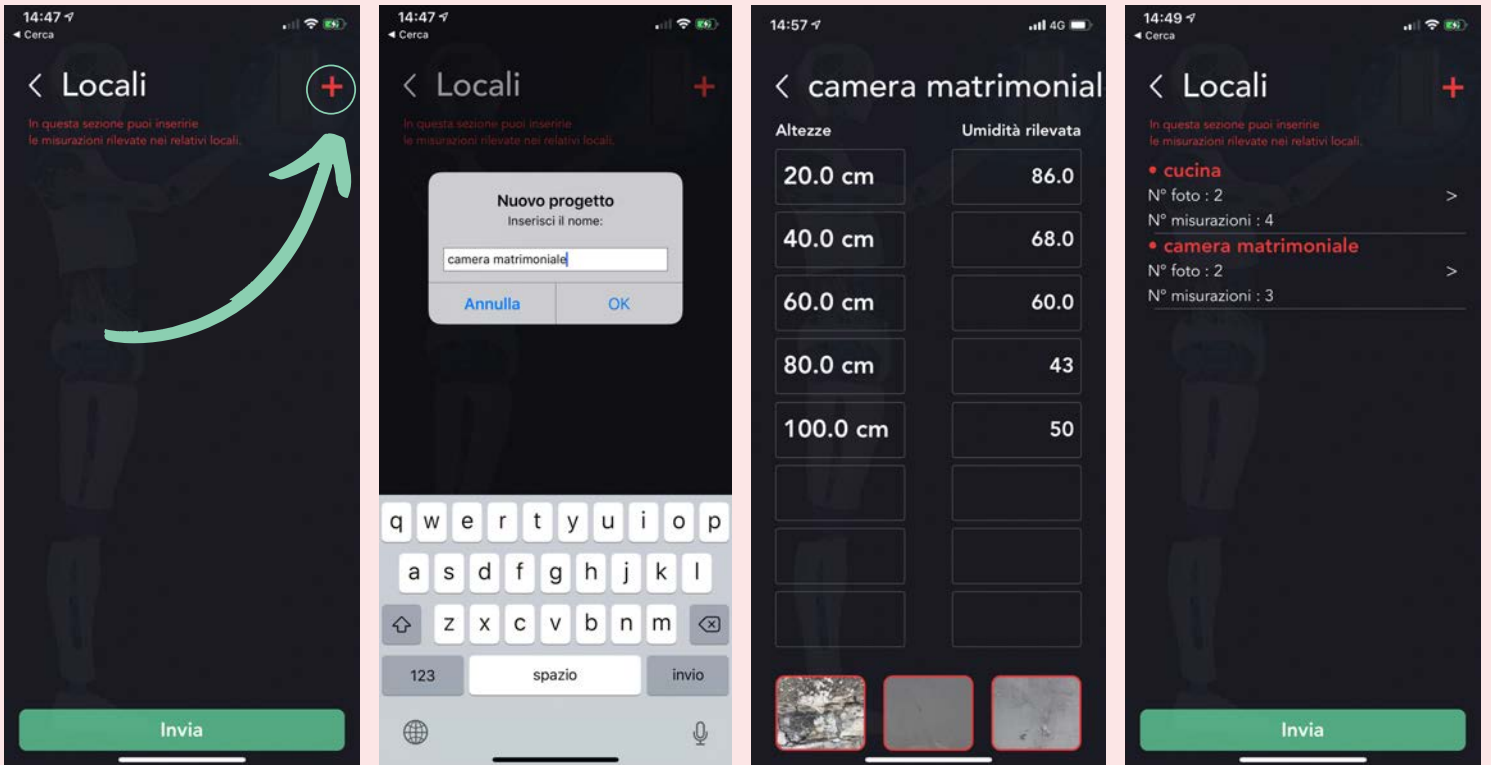 14:47
◄ Cerca
< Locali +
In questa sezione puoi inseririe
le misurazioni rilevate nei relativi locali.
Invia
14:47
◄ Cerca
< Locali +
In questa sezione puoi inseririe
le misurazioni rilevate nei relativi locali.
Nuovo progetto
Inserisci il nome:
camera matrimoniale
Annulla OK
q w e r t y u i o p
a s d f g h j k l
z x c v b n m
123 spazio invio
14:57 4G
< camera matrimonial
Altezze Umidità rilevata
20.0 cm 86.0
40.0 cm 68.0
60.0 cm 60.0
80.0 cm 43
100.0 cm 50
14:49
◄ Cerca
< Locali +
In questa sezione puoi inseririe
le misurazioni rilevate nei relativi locali.
• cucina
N° foto : 2 >
N° misurazioni : 4
• camera matrimoniale
N° foto : 2 >
N° misurazioni : 3
Invia